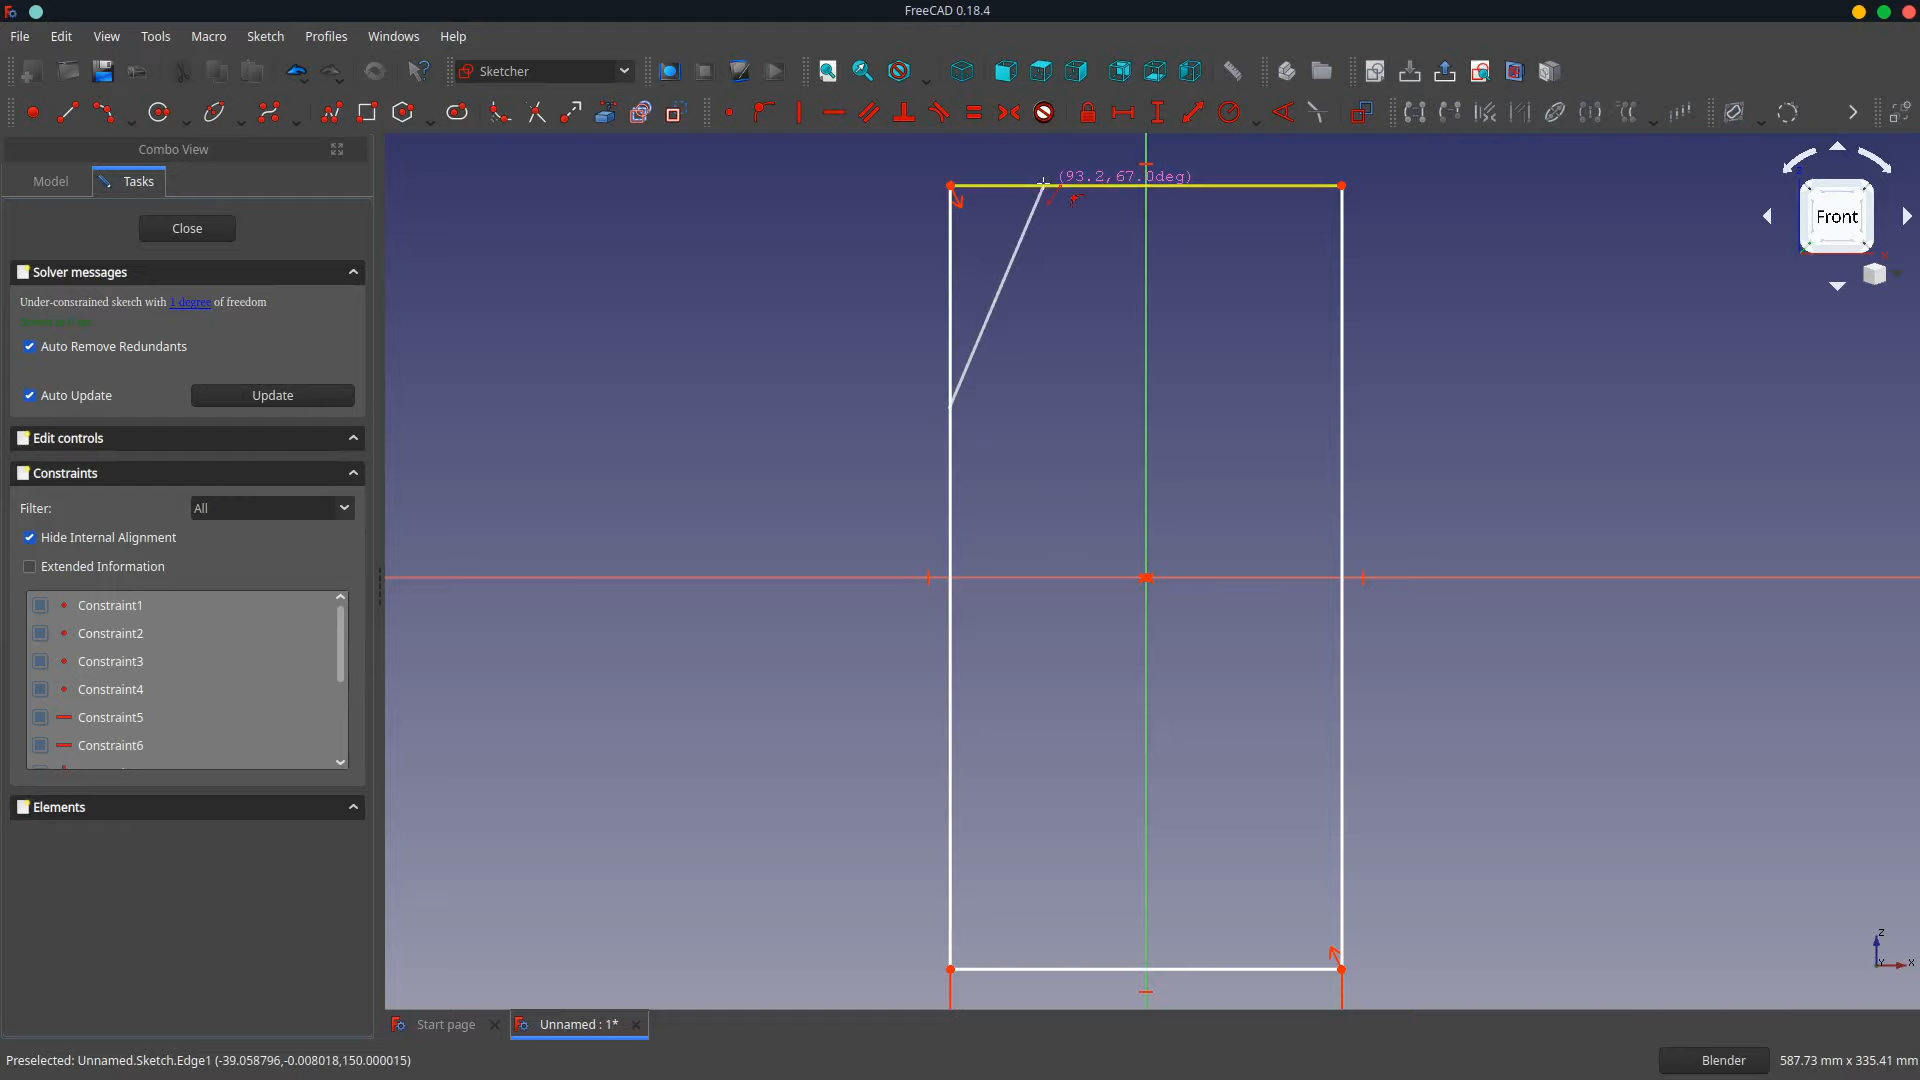 FreeCAD 0.18.4
File Edit View Tools Macro Sketch Profiles Windows Help
Sketcher
Combo View
Model Tasks
Close
Solver messages
Under-constrained sketch with 1 degree of freedom
Auto Remove Redundants
Auto Update Update
Edit controls
Constraints
Filter: All
Hide Internal Alignment
Extended Information
Constraint1
Constraint2
Constraint3
Constraint4
Constraint5
Constraint6
Elements
(93.2,67.0deg)
Front
Z
Y X
Start page Unnamed : 1*
Preselected: Unnamed.Sketch.Edge1 (-39.058796,-0.008018,150.000015)
Blender 587.73 mm x 335.41 mm